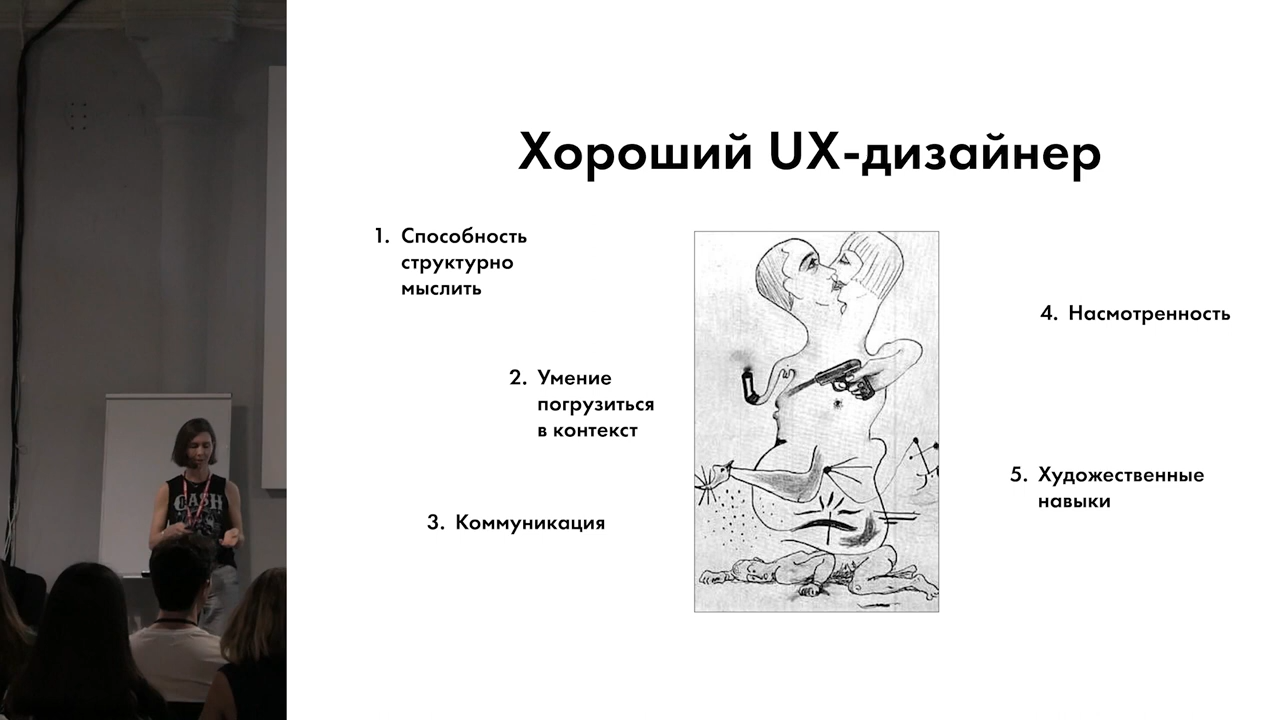 Хороший UX-дизайнер
1. Способность
структурно
мыслить
2. Умение
погрузиться
в контекст
3. Коммуникация
4. Насмотренность
5. Художественные
навыки
CASH